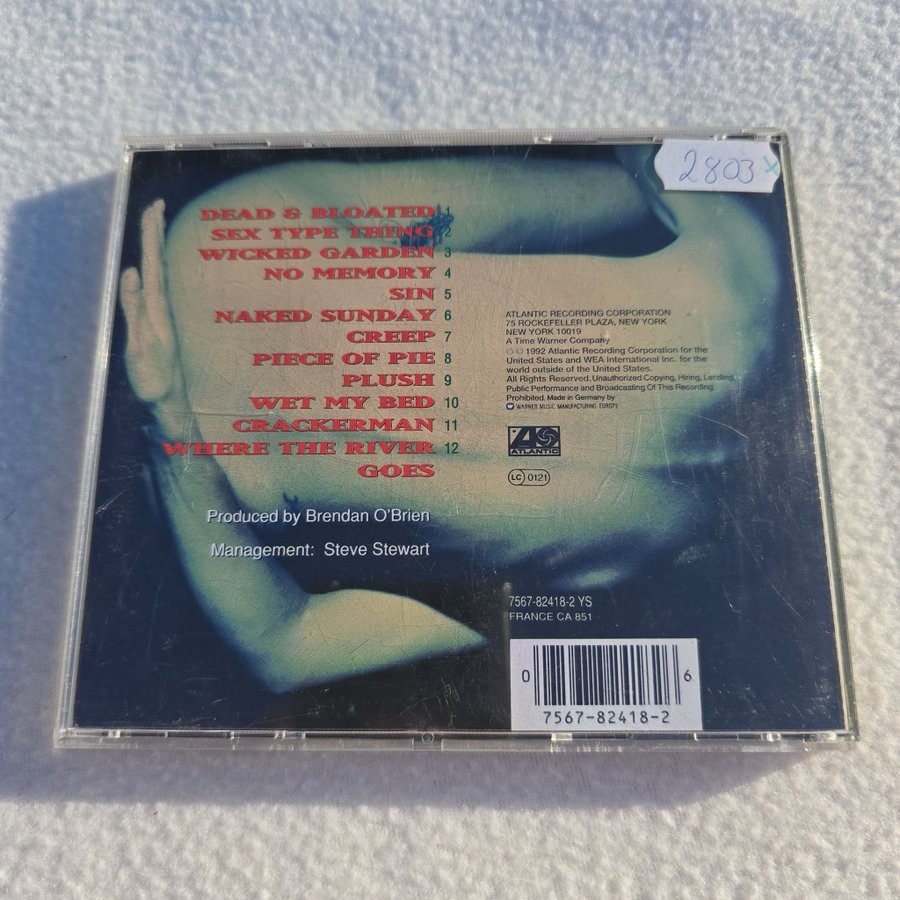 2803
DEAD & BLOATED 1
SEX TYPE THING 2
WICKED GARDEN 3
NO MEMORY 4
SIN 5
NAKED SUNDAY 6
CREEP 7
PIECE OF PIE 8
PLUSH 9
WET MY BED 10
CRACKERMAN 11
WHERE THE RIVER 12
GOES
Produced by Brendan O'Brien
Management: Steve Stewart
ATLANTIC RECORDING CORPORATION
75 ROCKEFELLER PLAZA, NEW YORK
NEW YORK 10019
A Time Warner Company
℗ © 1992 Atlantic Recording Corporation for the
United States and WEA International Inc. for the
world outside of the United States.
All Rights Reserved. Unauthorized Copying, Hiring, Lending,
Public Performance and Broadcasting Of This Recording
Prohibited. Made in Germany by
WARNER MUSIC MANUFACTURING EUROPE
ATLANTIC
LC 0121
7567-82418-2 YS
FRANCE CA 851
0 6
7567-82418-2